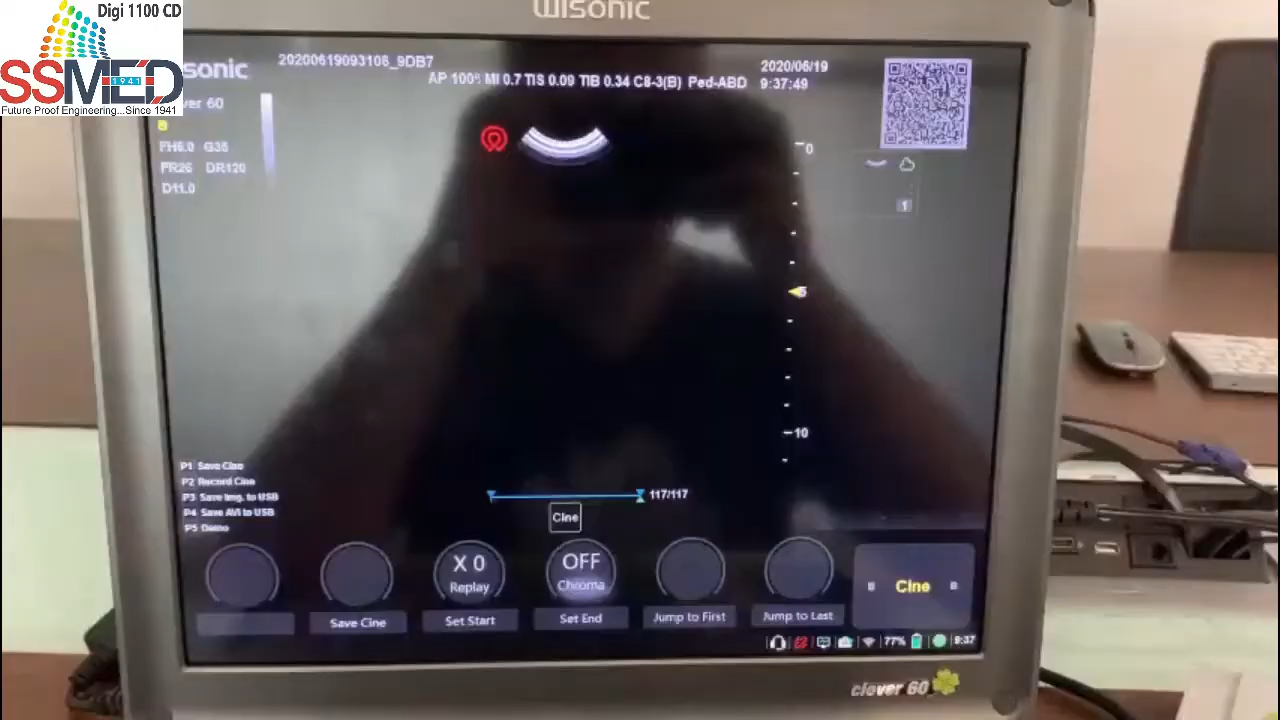 Digi 1100 CD
SSMED
1941
Future Proof Engineering...Since 1941
WISONIC
sonic
20200619093106_9DB7
AP 100% MI 0.7 TIS 0.09 TIB 0.34 C8-3(B) Ped-ABD
2020/06/19
9:37:49
ver 60
B
FH6.0 G35
FR26 DR120
D11.0
0
1
5
10
P1 Save Cine
P2 Record Cine
P3 Save Img. to USB
P4 Save AVI to USB
P5 Demo
117/117
Cine
X 0
Replay
OFF
Chroma
B Cine B
Save Cine
Set Start
Set End
Jump to First
Jump to Last
77%
9:37
clover 60